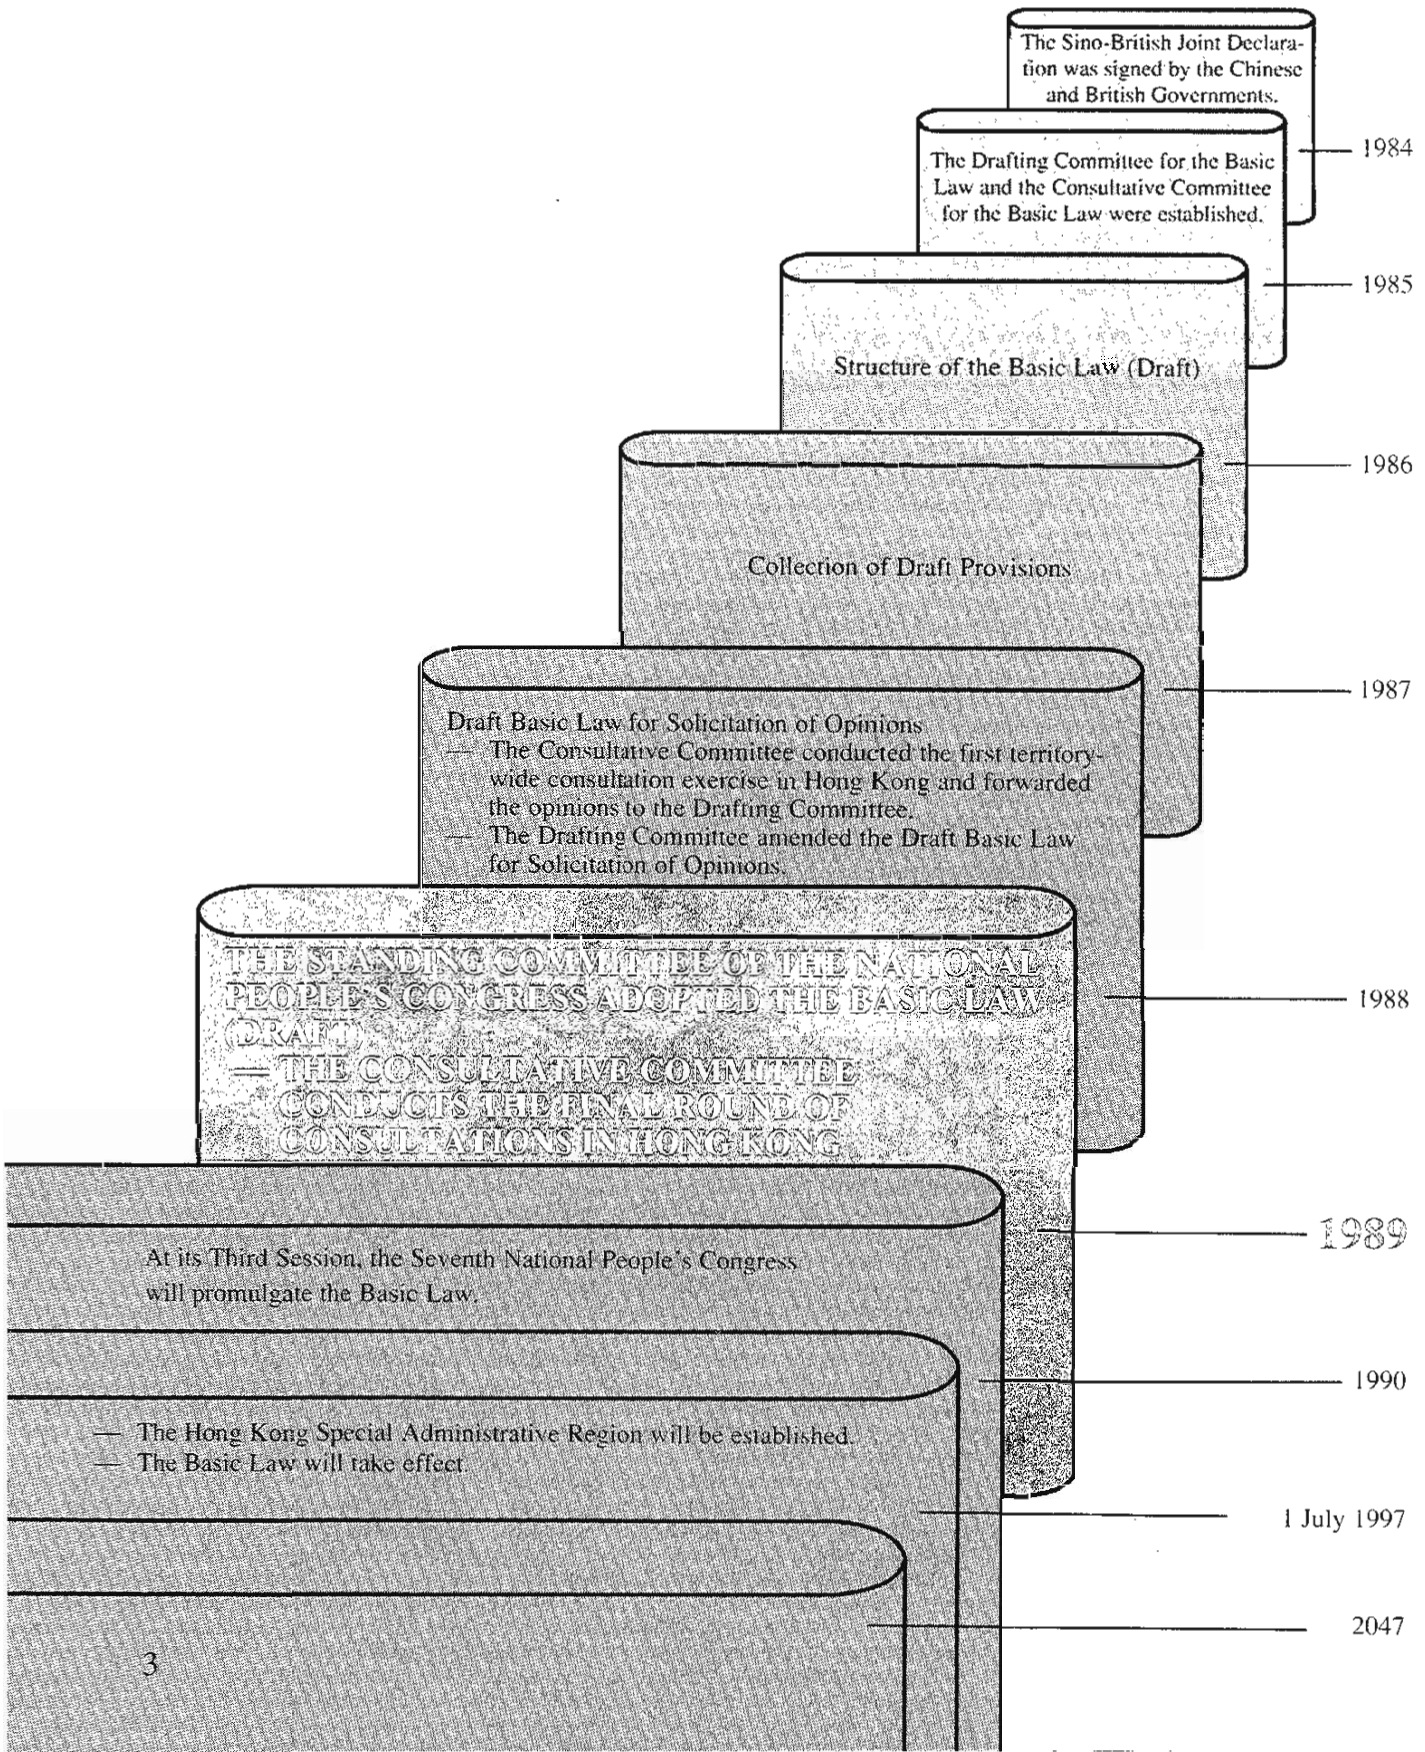 The Sino-British Joint Declara-
tion was signed by the Chinese
and British Governments.
1984
The Drafting Committee for the Basic
Law and the Consultative Committee
for the Basic Law were established.
1985
Structure of the Basic Law (Draft)
1986
Collection of Draft Provisions
1987
Draft Basic Law for Solicitation of Opinions
— The Consultative Committee conducted the first territory-
wide consultation exercise in Hong Kong and forwarded
the opinions to the Drafting Committee.
— The Drafting Committee amended the Draft Basic Law
for Solicitation of Opinions.
1988
THE STANDING COMMITTEE OF THE NATIONAL
PEOPLE'S CONGRESS ADOPTED THE BASIC LAW
(DRAFT)
— THE CONSULTATIVE COMMITTEE
CONDUCTS THE FINAL ROUND OF
CONSULTATIONS IN HONG KONG
1989
At its Third Session, the Seventh National People's Congress
will promulgate the Basic Law.
1990
— The Hong Kong Special Administrative Region will be established.
— The Basic Law will take effect.
1 July 1997
2047
3